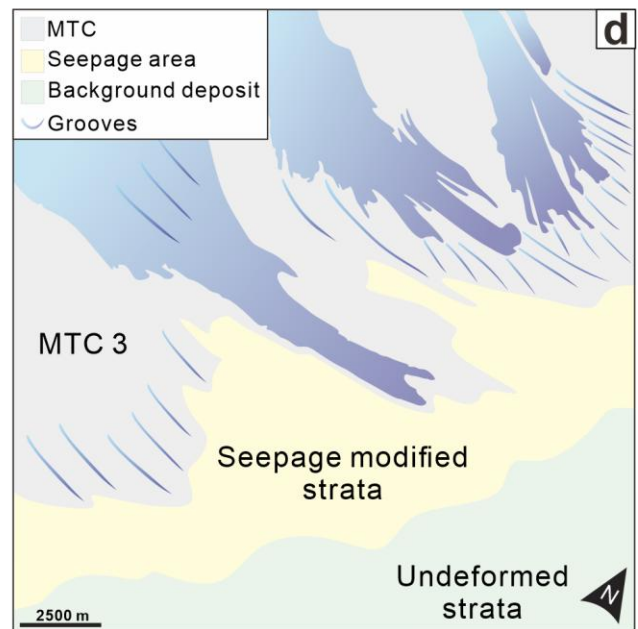 d
MTC
Seepage area
Background deposit
Grooves
MTC 3
Seepage modified
strata
Undeformed
strata
N
2500 m